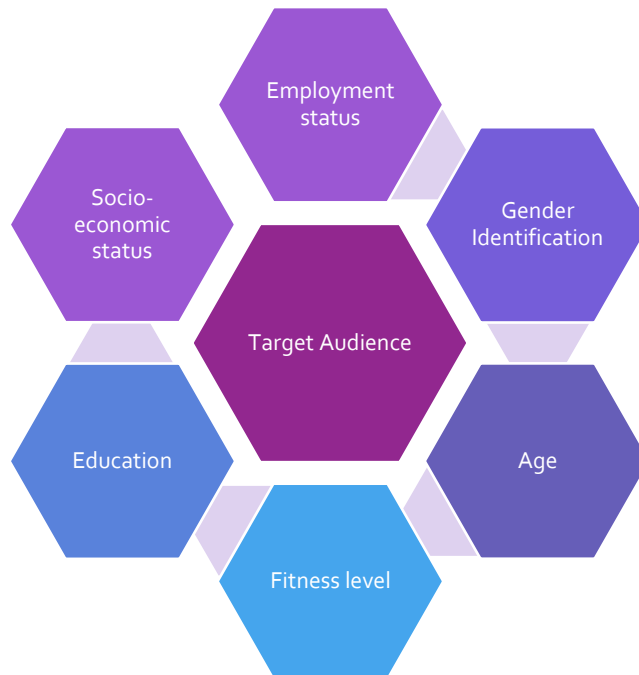 Employment
status
Socio-
economic
status
Gender
Identification
Target Audience
Education
Age
Fitness level